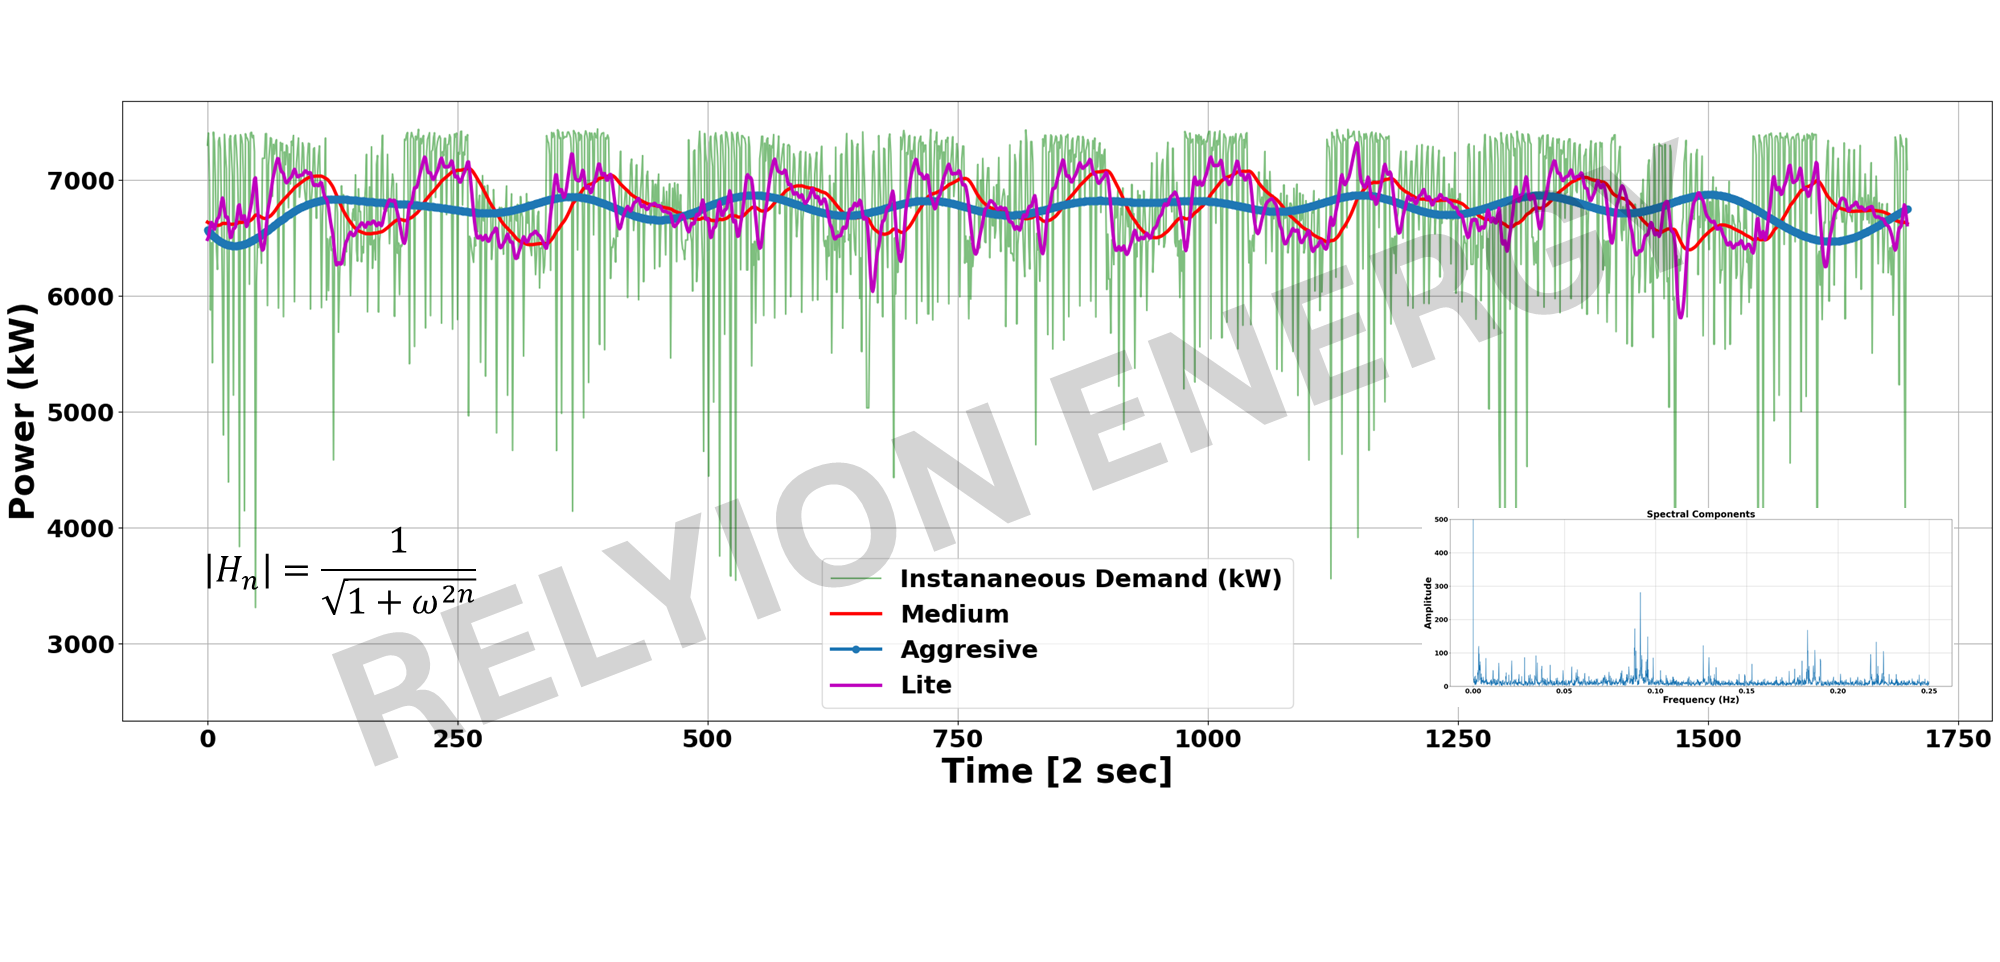 7000
6000
5000
4000
3000
Power (kW)
|Hₙ| = 1 / √(1 + ω²ⁿ)
RELYION ENERGY
Instananeous Demand (kW)
Medium
Aggresive
Lite
Spectral Components
500
400
300
200
100
0
Amplitude
0.00 0.05 0.10 0.15 0.20 0.25
Frequency (Hz)
0 250 500 750 1000 1250 1500 1750
Time [2 sec]